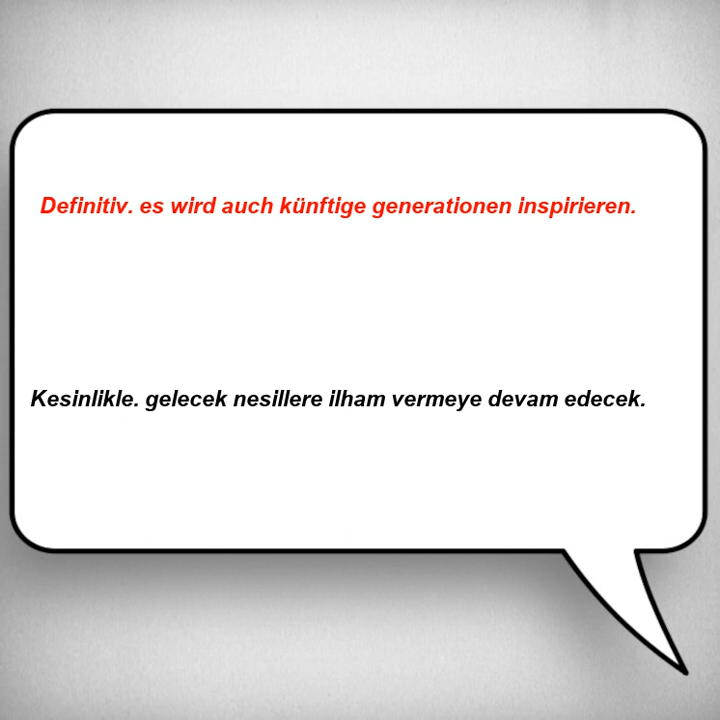 Definitiv. es wird auch künftige generationen inspirieren.
Kesinlikle. gelecek nesillere ilham vermeye devam edecek.